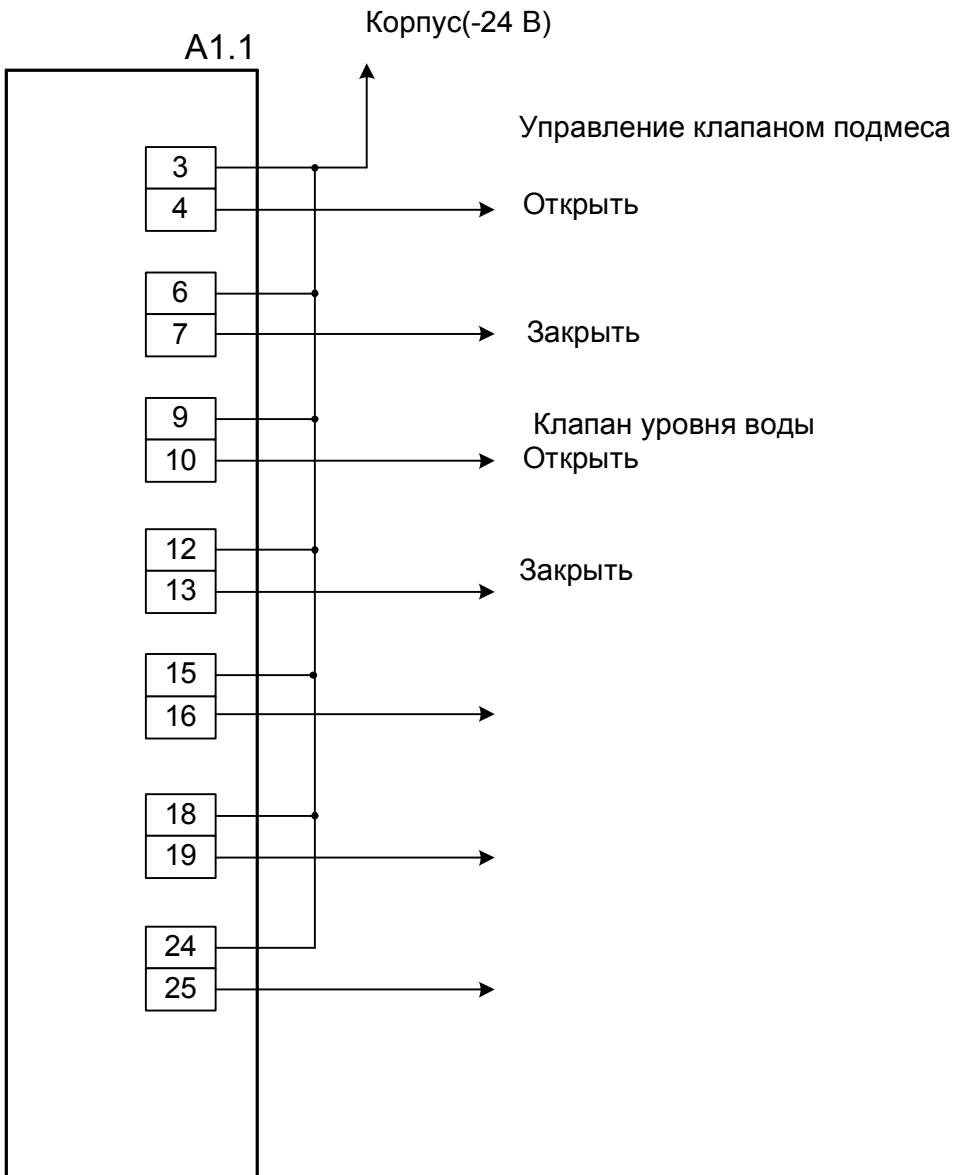 Корпус(-24 В)
А1.1
Управление клапаном подмеса
3
4
Открыть
6
7
Закрыть
9
Клапан уровня воды
10
Открыть
12
Закрыть
13
15
16
18
19
24
25